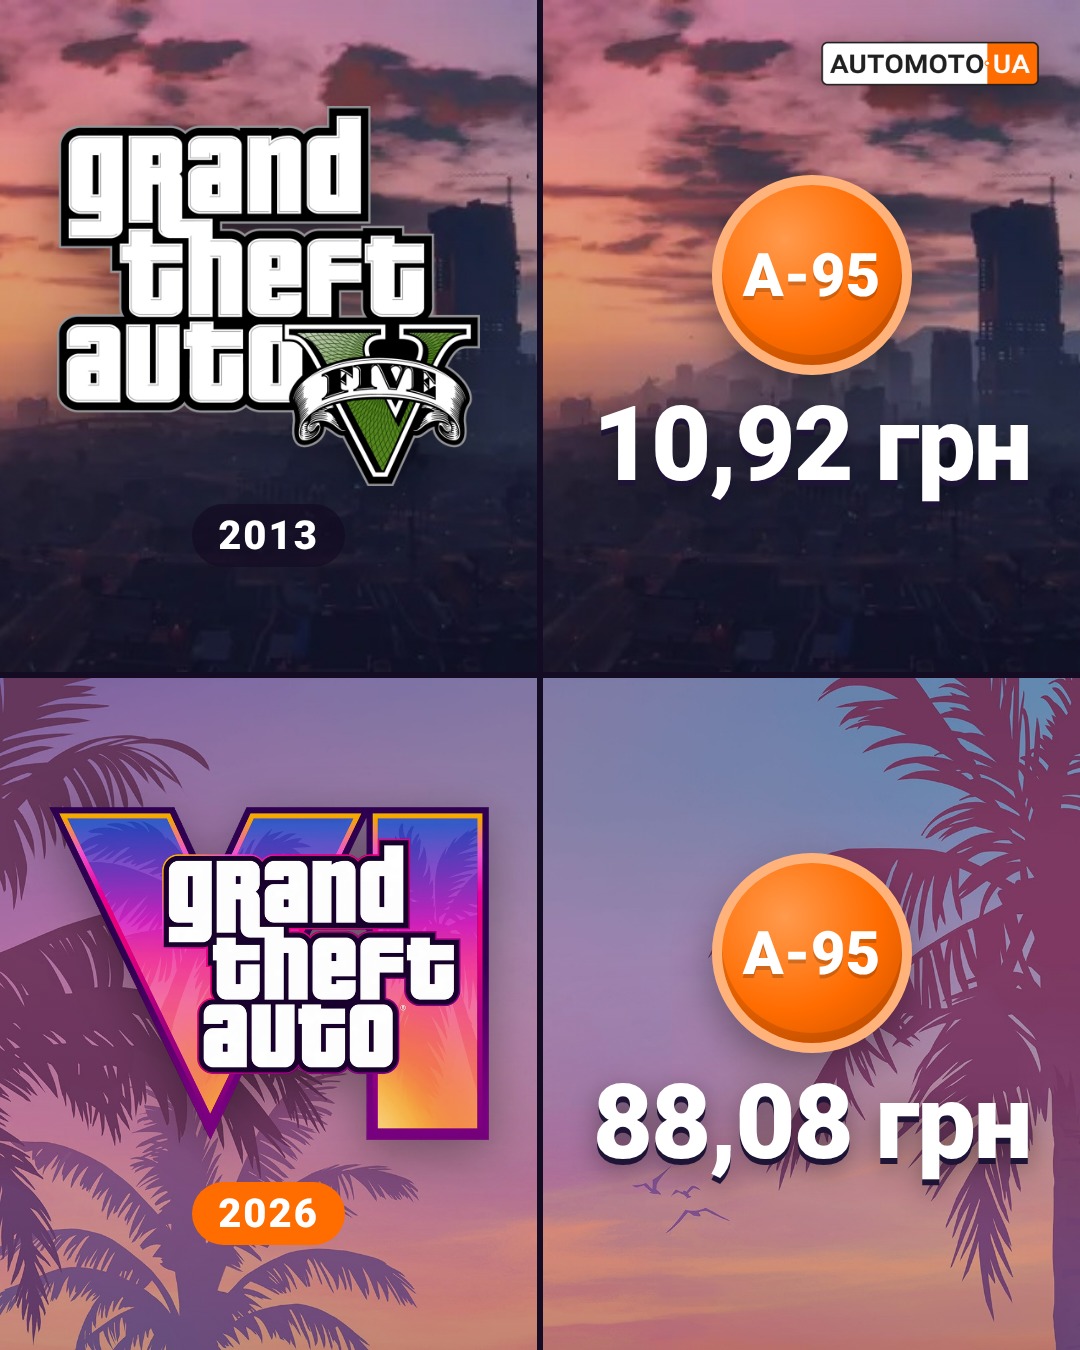 grand
theft
auto V
FIVE
2013
AUTOMOTO.UA
А-95
10,92 грн
VI
grand
theft
auto
2026
А-95
88,08 грн